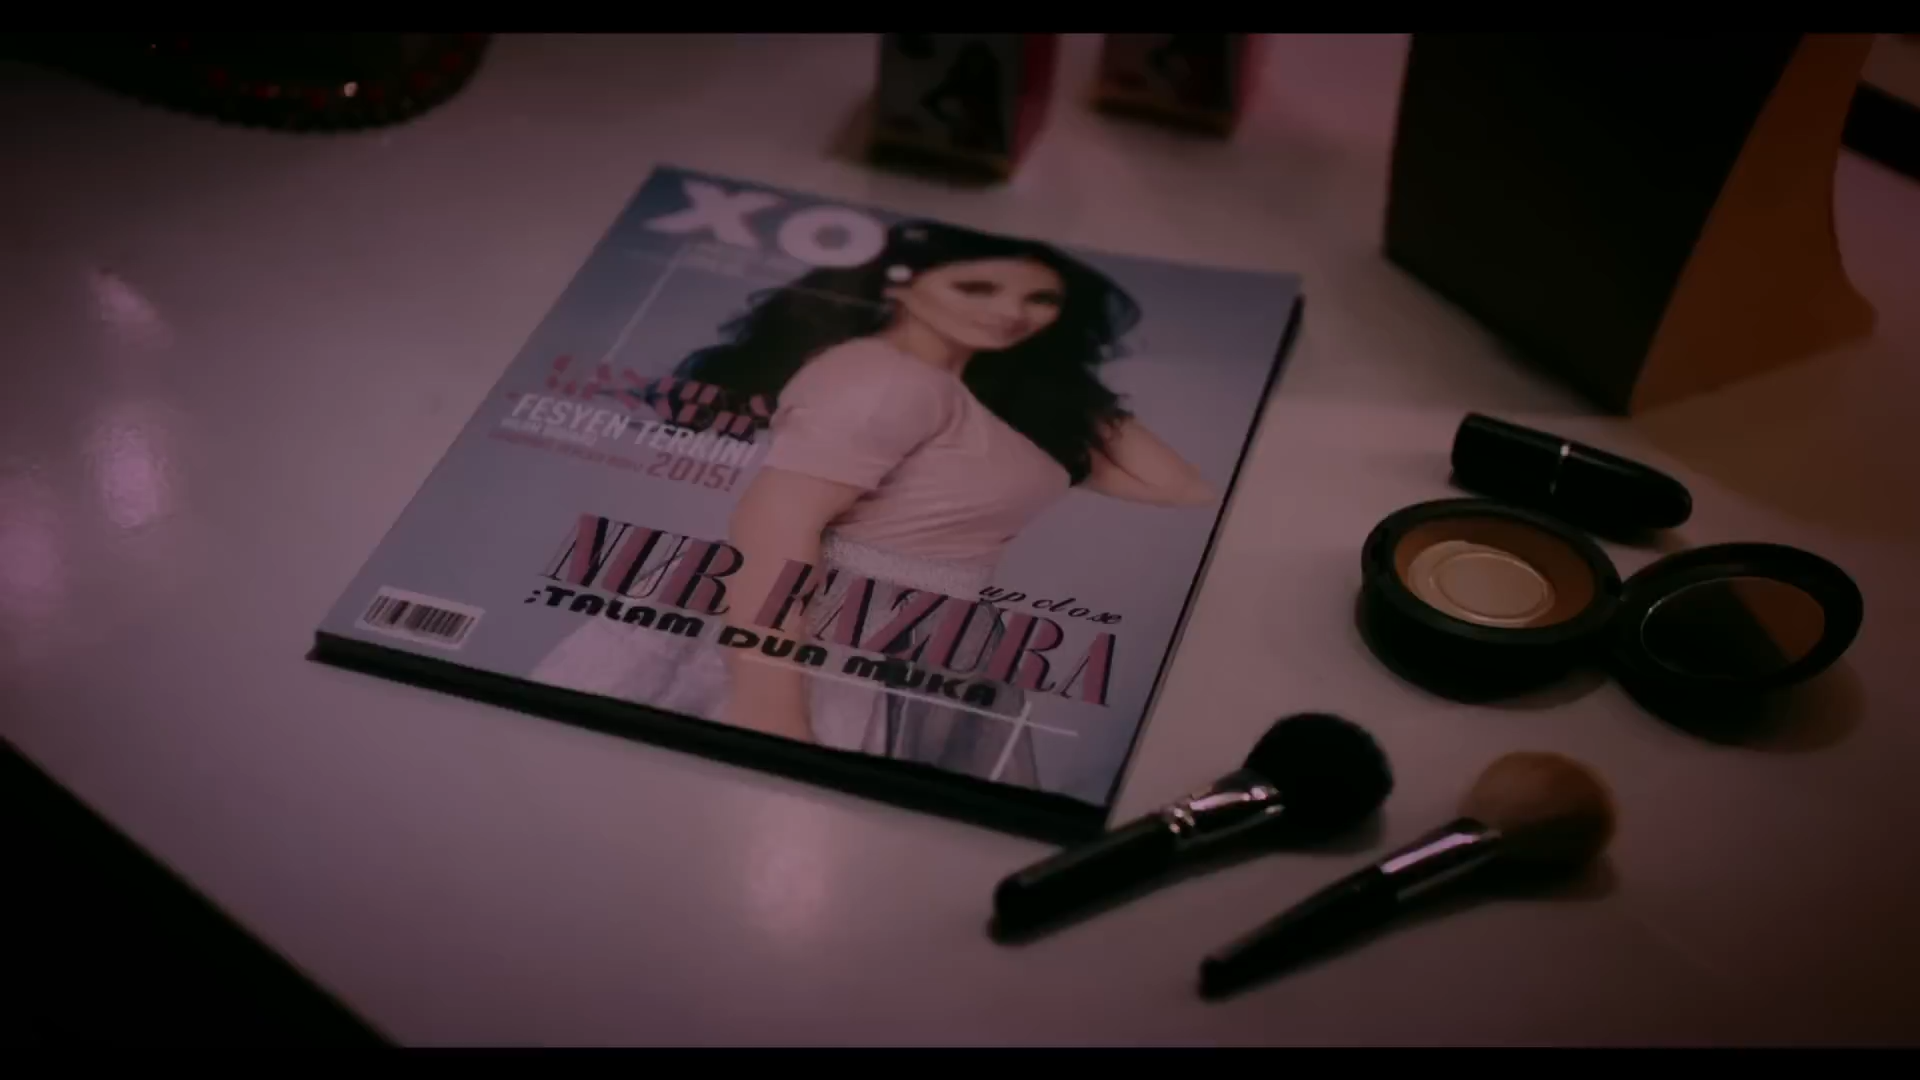 XO
FESYEN TERKINI
2015!
up close
NUR FAZURA
;TALAM DUA MUKA